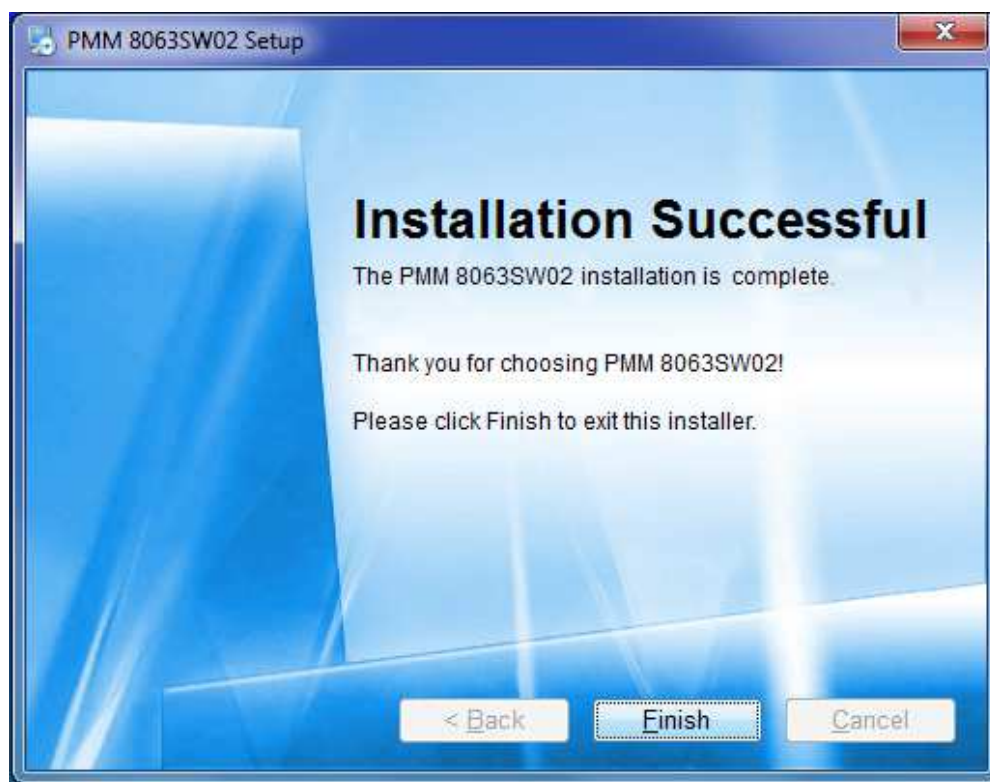 PMM 8063SW02 Setup
Installation Successful
The PMM 8063SW02 installation is complete.
Thank you for choosing PMM 8063SW02!
Please click Finish to exit this installer.
< Back
Finish
Cancel